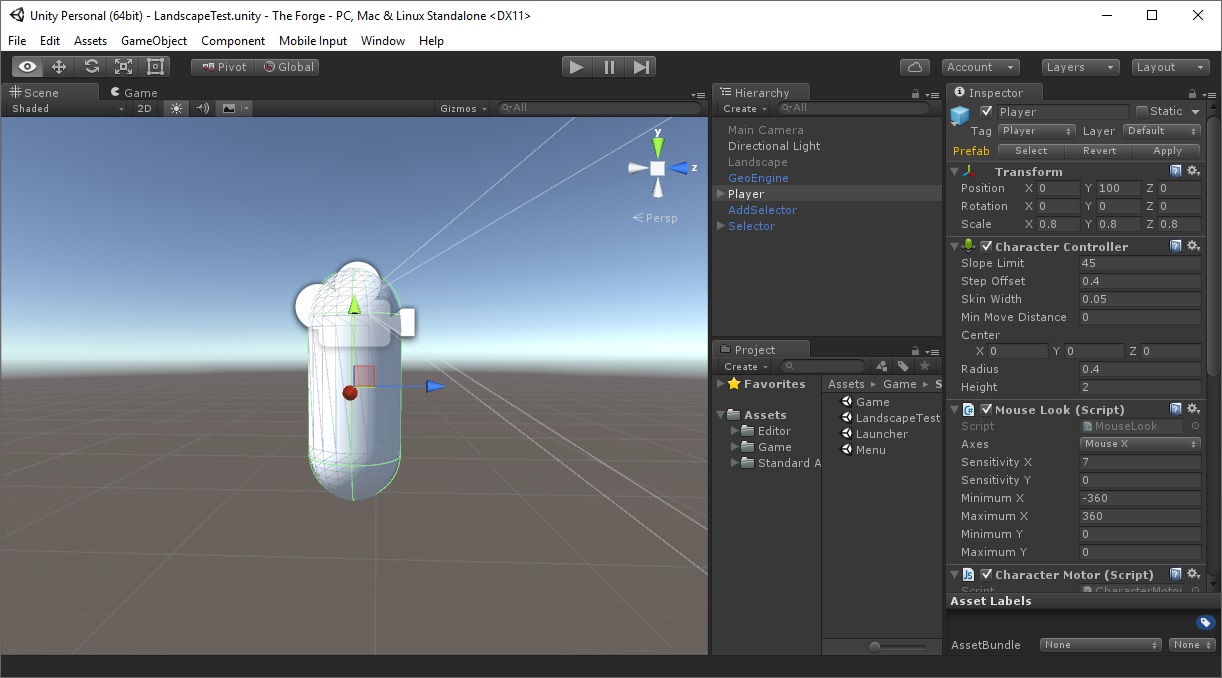 Unity Personal (64bit) - LandscapeTest.unity - The Forge - PC, Mac & Linux Standalone <DX11>
File Edit Assets GameObject Component Mobile Input Window Help
Pivot Global Account Layers Layout
Scene Game
Shaded 2D Gizmos All
y
z
Persp
Hierarchy
Create All
Main Camera
Directional Light
Landscape
GeoEngine
Player
AddSelector
Selector
Project
Create
Favorites
Assets
Editor
Game
Standard A
Assets Game S
Game
LandscapeTest
Launcher
Menu
Inspector
Player Static
Tag Player Layer Default
Prefab Select Revert Apply
Transform
Position X 0 Y 100 Z 0
Rotation X 0 Y 0 Z 0
Scale X 0.8 Y 0.8 Z 0.8
Character Controller
Slope Limit 45
Step Offset 0.4
Skin Width 0.05
Min Move Distance 0
Center
X 0 Y 0 Z 0
Radius 0.4
Height 2
Mouse Look (Script)
Script MouseLook
Axes Mouse X
Sensitivity X 7
Sensitivity Y 0
Minimum X -360
Maximum X 360
Minimum Y 0
Maximum Y 0
Character Motor (Script)
Script CharacterMotor
Asset Labels
AssetBundle None None